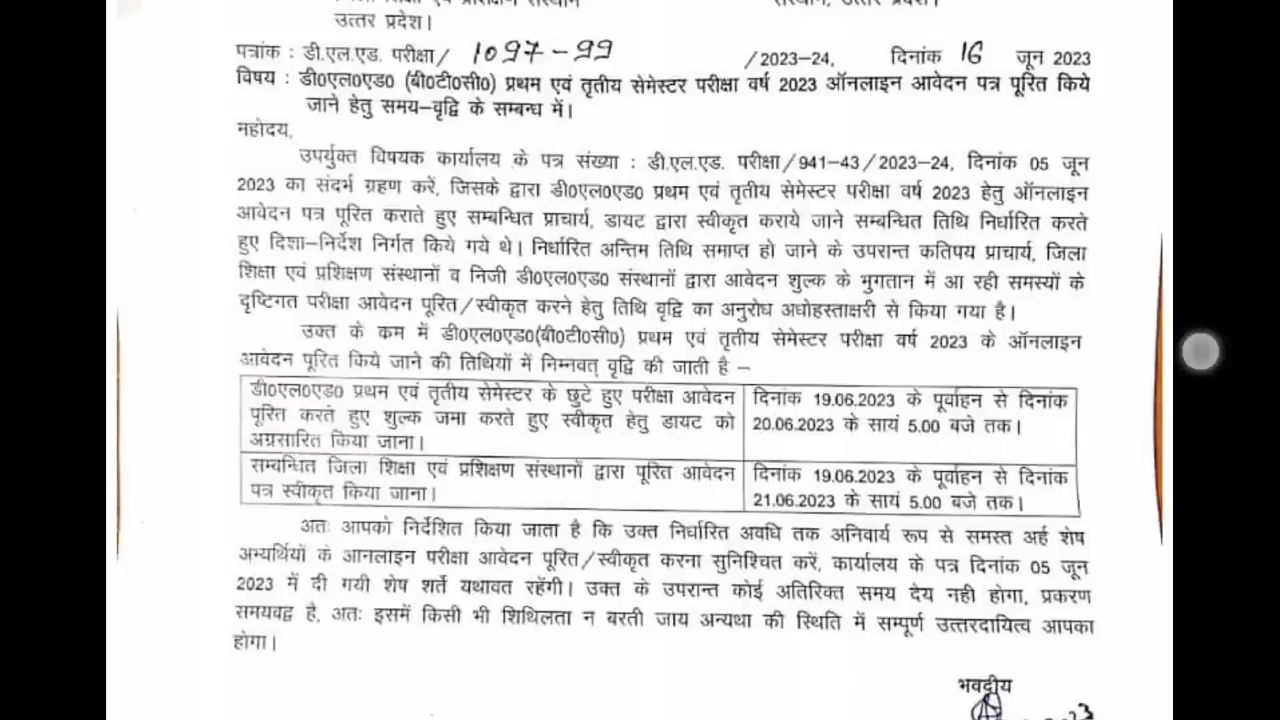 उत्तर प्रदेश।
पत्रांक : डी.एल.एड. परीक्षा/ 1097-99 /2023-24, दिनांक 16 जून 2023
विषय : डी0एल0एड0 (बी0टी0सी0) प्रथम एवं तृतीय सेमेस्टर परीक्षा वर्ष 2023 ऑनलाइन आवेदन पत्र पूरित किये
जाने हेतु समय–वृद्वि के सम्बन्ध में।
महोदय,
उपर्युक्त विषयक कार्यालय के पत्र संख्या : डी.एल.एड. परीक्षा/941-43/2023-24, दिनांक 05 जून
2023 का संदर्भ ग्रहण करें, जिसके द्वारा डी0एल0एड0 प्रथम एवं तृतीय सेमेस्टर परीक्षा वर्ष 2023 हेतु ऑनलाइन
आवेदन पत्र पूरित कराते हुए सम्बन्धित प्राचार्य, डायट द्वारा स्वीकृत कराये जाने सम्बन्धित तिथि निर्धारित करते
हुए दिशा–निर्देश निर्गत किये गये थे। निर्धारित अन्तिम तिथि समाप्त हो जाने के उपरान्त कतिपय प्राचार्य, जिला
शिक्षा एवं प्रशिक्षण संस्थानों व निजी डी0एल0एड0 संस्थानों द्वारा आवेदन शुल्क के भुगतान में आ रही समस्यों के
दृष्टिगत परीक्षा आवेदन पूरित/स्वीकृत करने हेतु तिथि वृद्वि का अनुरोध अधोहस्ताक्षरी से किया गया है।
उक्त के कम में डी0एल0एड0(बी0टी0सी0) प्रथम एवं तृतीय सेमेस्टर परीक्षा वर्ष 2023 के ऑनलाइन
आवेदन पूरित किये जाने की तिथियों में निम्नवत् वृद्वि की जाती है –
डी0एल0एड0 प्रथम एवं तृतीय सेमेस्टर के छुटे हुए परीक्षा आवेदन
पूरित करते हुए शुल्क जमा करते हुए स्वीकृत हेतु डायट को
अग्रसारित किया जाना।
दिनांक 19.06.2023 के पूर्वाहन से दिनांक
20.06.2023 के सायं 5.00 बजे तक।
सम्बन्धित जिला शिक्षा एवं प्रशिक्षण संस्थानों द्वारा पूरित आवेदन
पत्र स्वीकृत किया जाना।
दिनांक 19.06.2023 के पूर्वाहन से दिनांक
21.06.2023 के सायं 5.00 बजे तक।
अतः आपको निर्देशित किया जाता है कि उक्त निर्धारित अवधि तक अनिवार्य रूप से समस्त अर्ह शेष
अभ्यर्थियों के आनलाइन परीक्षा आवेदन पूरित/स्वीकृत करना सुनिश्चित करें, कार्यालय के पत्र दिनांक 05 जून
2023 में दी गयी शेष शर्ते यथावत रहेंगी। उक्त के उपरान्त कोई अतिरिक्त समय देय नही होगा, प्रकरण
समयबद्व है, अतः इसमें किसी भी शिथिलता न बरती जाय अन्यथा की स्थिति में सम्पूर्ण उत्तरदायित्व आपका
होगा।
भवदीय